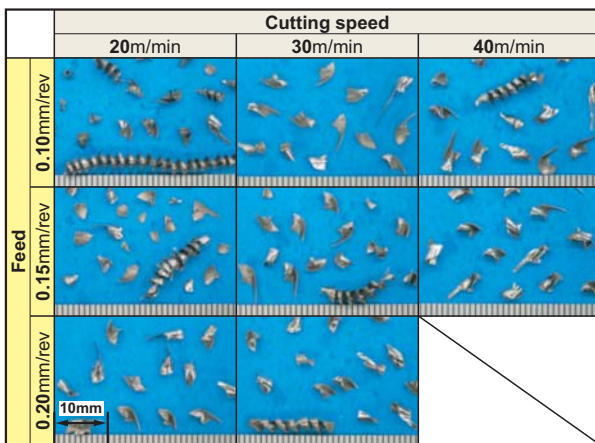 Cutting speed
20m/min 30m/min 40m/min
Feed
0.10mm/rev
0.15mm/rev
0.20mm/rev
10mm